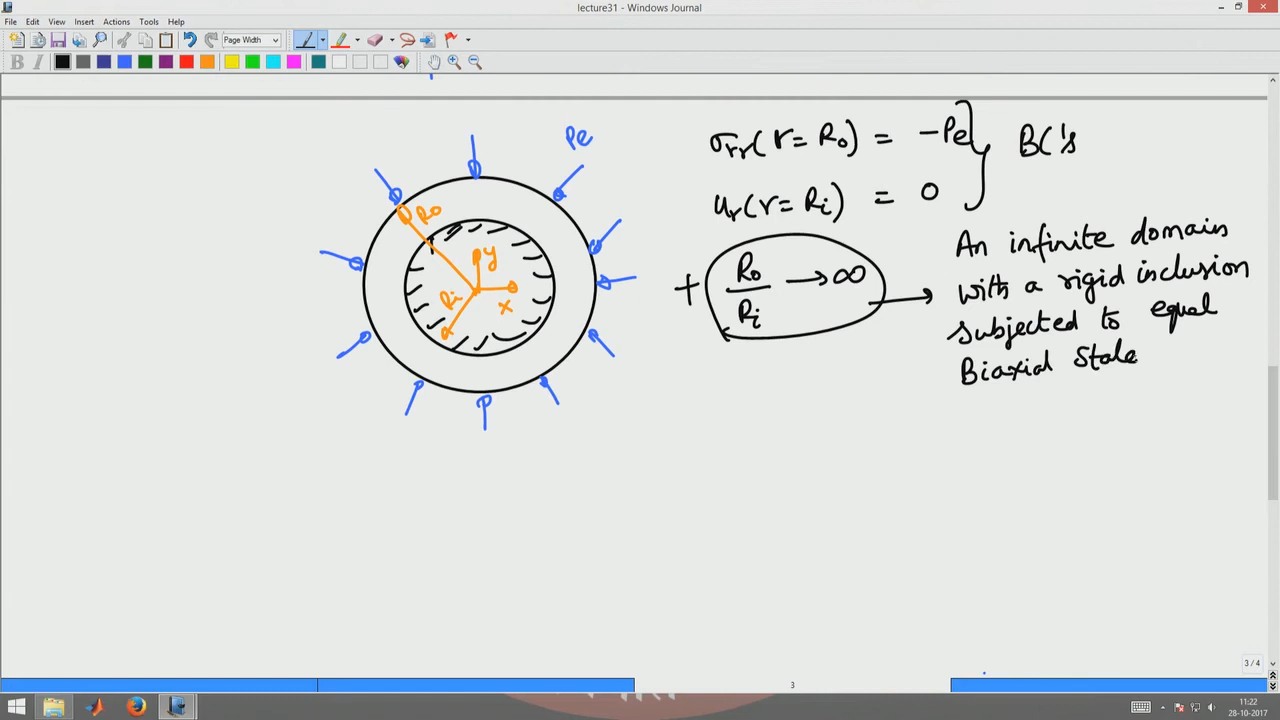 lecture31 - Windows Journal
File Edit View Insert Actions Tools Help
Page Width
B I
Pe
Ro
y
Ri
x
σrr(r=Ro) = -Pe } BC's
ur(r=Ri) = 0
+ Ro/Ri → ∞ →
An infinite domain
with a rigid inclusion
subjected to equal
Biaxial State
3 / 4
3
11:22
28-10-2017